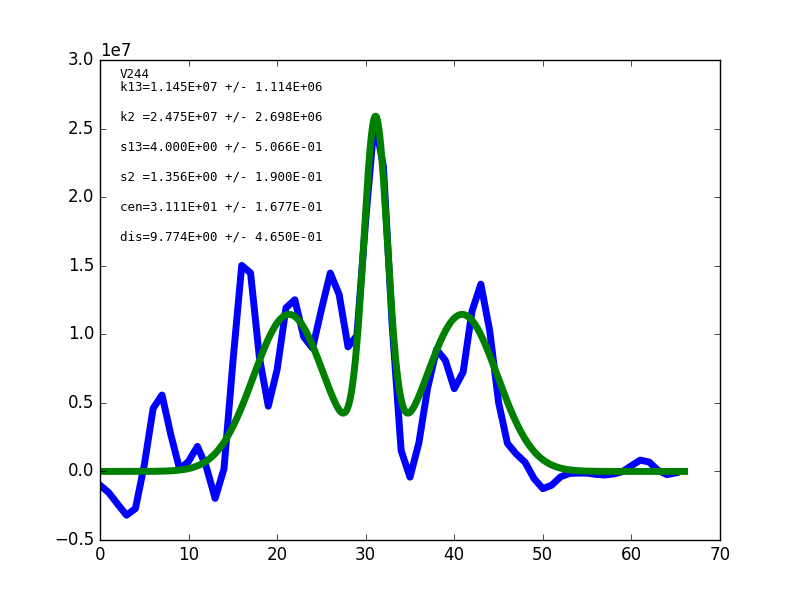 1e7
3.0
V244
k13=1.145E+07 +/- 1.114E+06
k2 =2.475E+07 +/- 2.698E+06
2.5
s13=4.000E+00 +/- 5.066E-01
s2 =1.356E+00 +/- 1.900E-01
2.0
cen=3.111E+01 +/- 1.677E-01
dis=9.774E+00 +/- 4.650E-01
1.5
1.0
0.5
0.0
−0.5
0 10 20 30 40 50 60 70